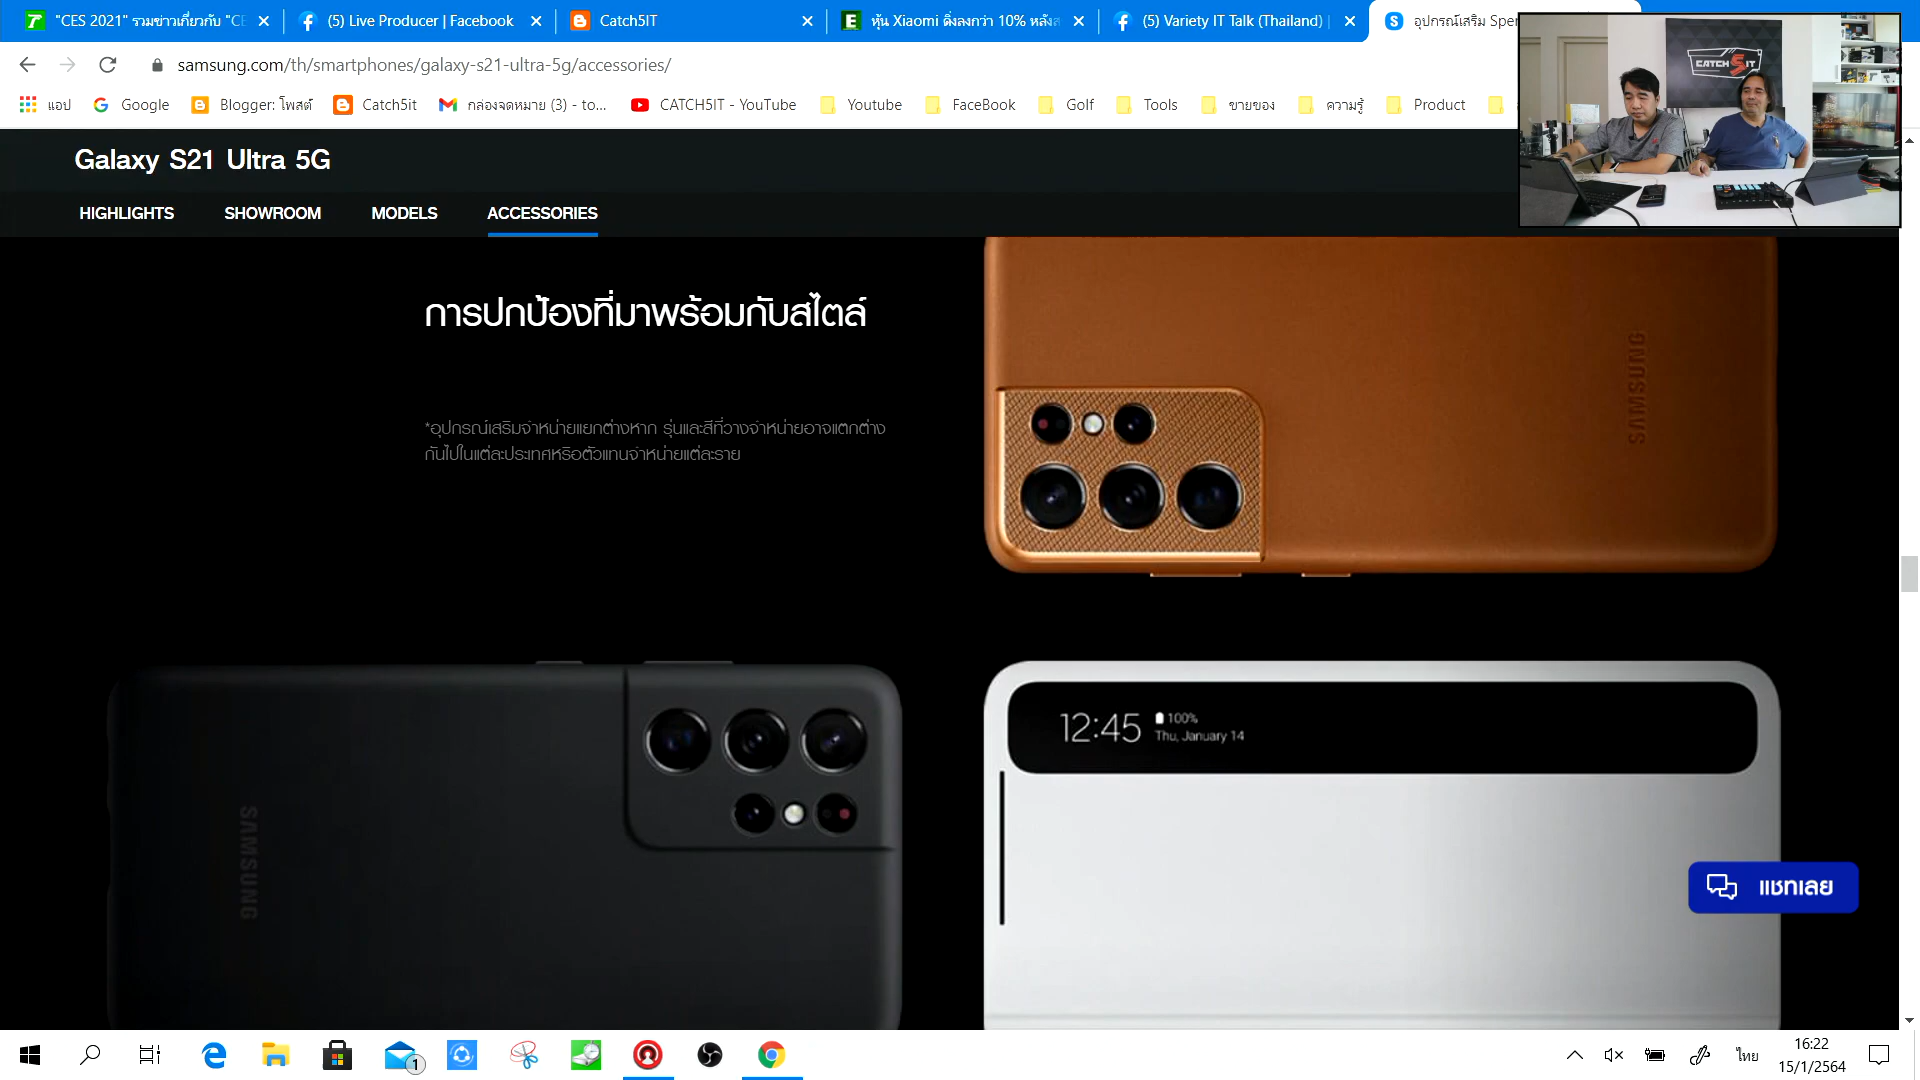 "CES 2021" รวมข่าวเกี่ยวกับ "CE
(5) Live Producer | Facebook
Catch5IT
หุ้น Xiaomi ดิ่งลงกว่า 10% หลังส
(5) Variety IT Talk (Thailand) |
อุปกรณ์เสริม Spen
samsung.com/th/smartphones/galaxy-s21-ultra-5g/accessories/
แอป
Google
Blogger: โพสต์
Catch5it
กล่องจดหมาย (3) - to...
CATCH5IT - YouTube
Youtube
FaceBook
Golf
Tools
ขายของ
ความรู้
Product
CATCH5IT
Galaxy S21 Ultra 5G
HIGHLIGHTS
SHOWROOM
MODELS
ACCESSORIES
การปกป้องที่มาพร้อมกับสไตล์
*อุปกรณ์เสริมจำหน่ายแยกต่างหาก รุ่นและสีที่วางจำหน่ายอาจแตกต่าง
กันไปในแต่ละประเทศหรือตัวแทนจำหน่ายแต่ละราย
SAMSUNG
SAMSUNG
12:45
100%
Thu, January 14
แชทเลย
1
ไทย
16:22
15/1/2564